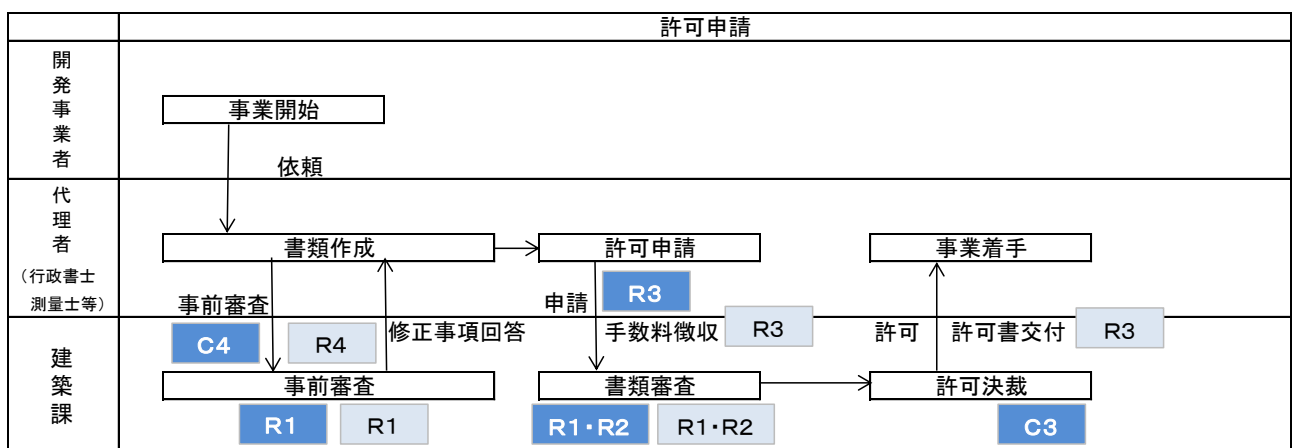 許可申請
開発事業者
事業開始
依頼
代理者
（行政書士
測量士等）
書類作成
許可申請
事業着手
事前審査
申請
R3
C4
R4
修正事項回答
手数料徴収
R3
許可
許可書交付
R3
建築課
事前審査
書類審査
許可決裁
R1
R1
R1・R2
R1・R2
C3